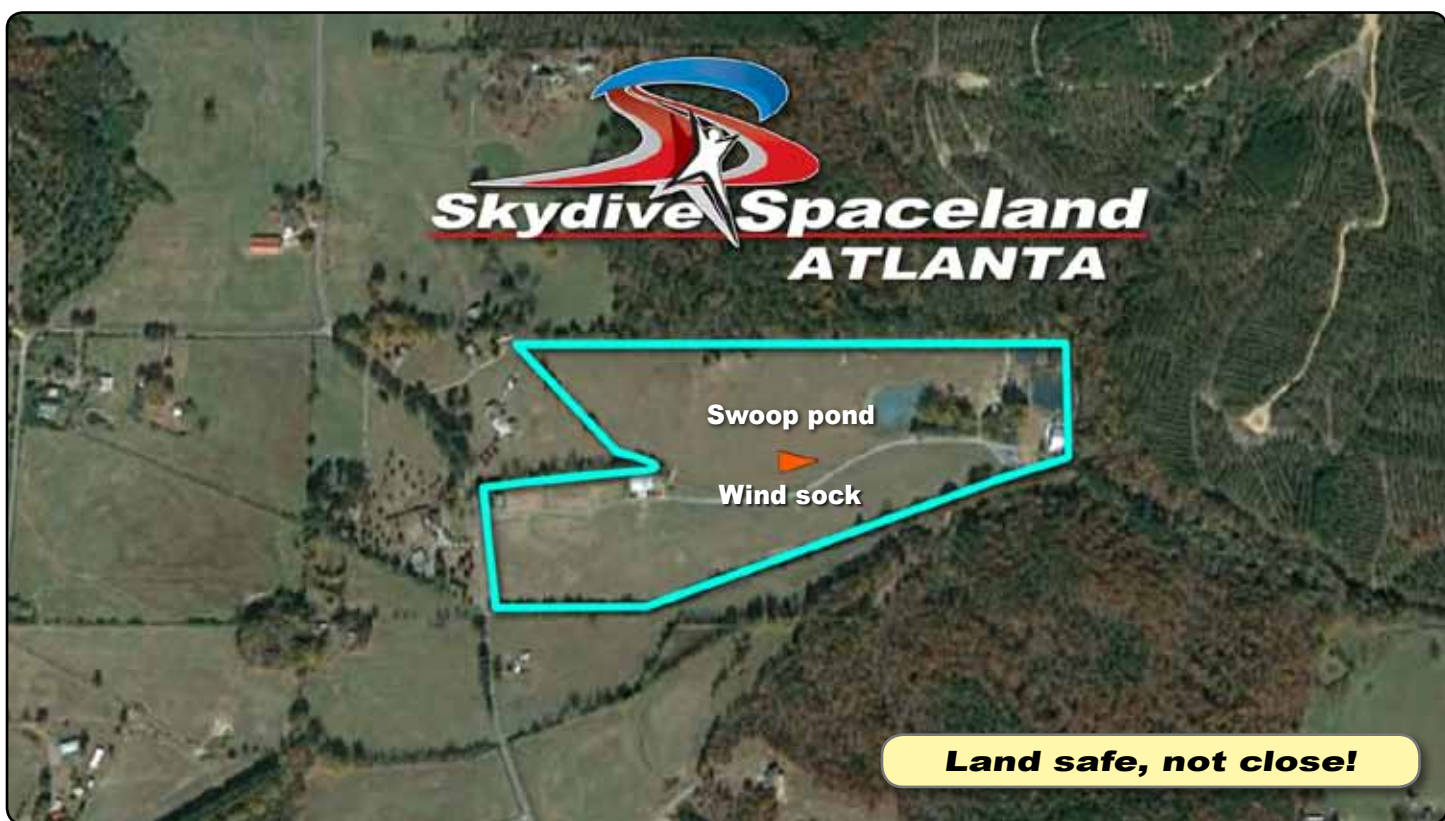 Skydive Spaceland
ATLANTA
Swoop pond
Wind sock
Land safe, not close!